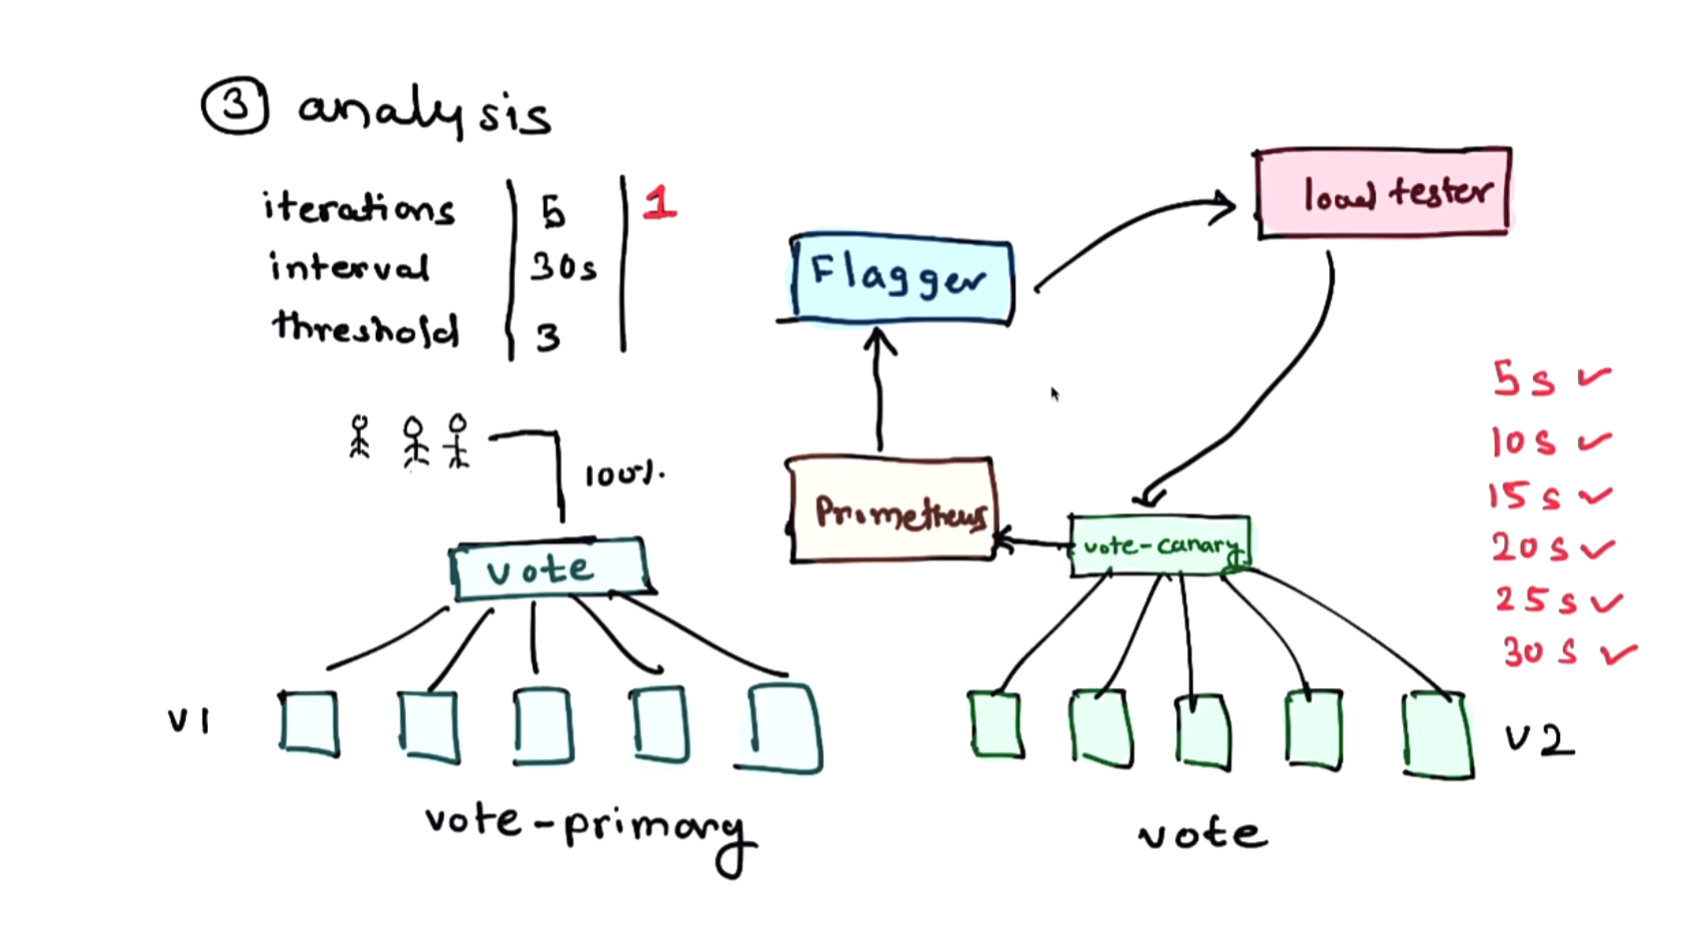 3 analysis
iterations 5 1
interval 30s
threshold 3
load tester
Flagger
100%.
Prometheus
vote
vote-canary
5s ✓
10s ✓
15s ✓
20s ✓
25s ✓
30s ✓
v1
v2
vote-primary
vote